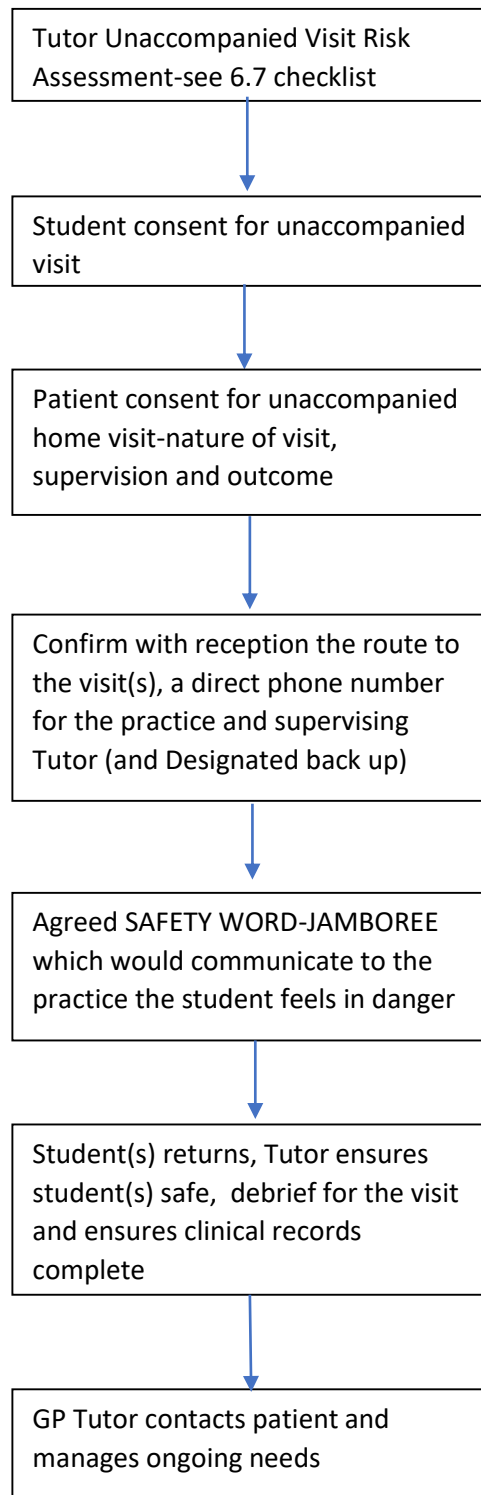 Tutor Unaccompanied Visit Risk
Assessment-see 6.7 checklist
Student consent for unaccompanied
visit
Patient consent for unaccompanied
home visit-nature of visit,
supervision and outcome
Confirm with reception the route to
the visit(s), a direct phone number
for the practice and supervising
Tutor (and Designated back up)
Agreed SAFETY WORD-JAMBOREE
which would communicate to the
practice the student feels in danger
Student(s) returns, Tutor ensures
student(s) safe,  debrief for the visit
and ensures clinical records
complete
GP Tutor contacts patient and
manages ongoing needs